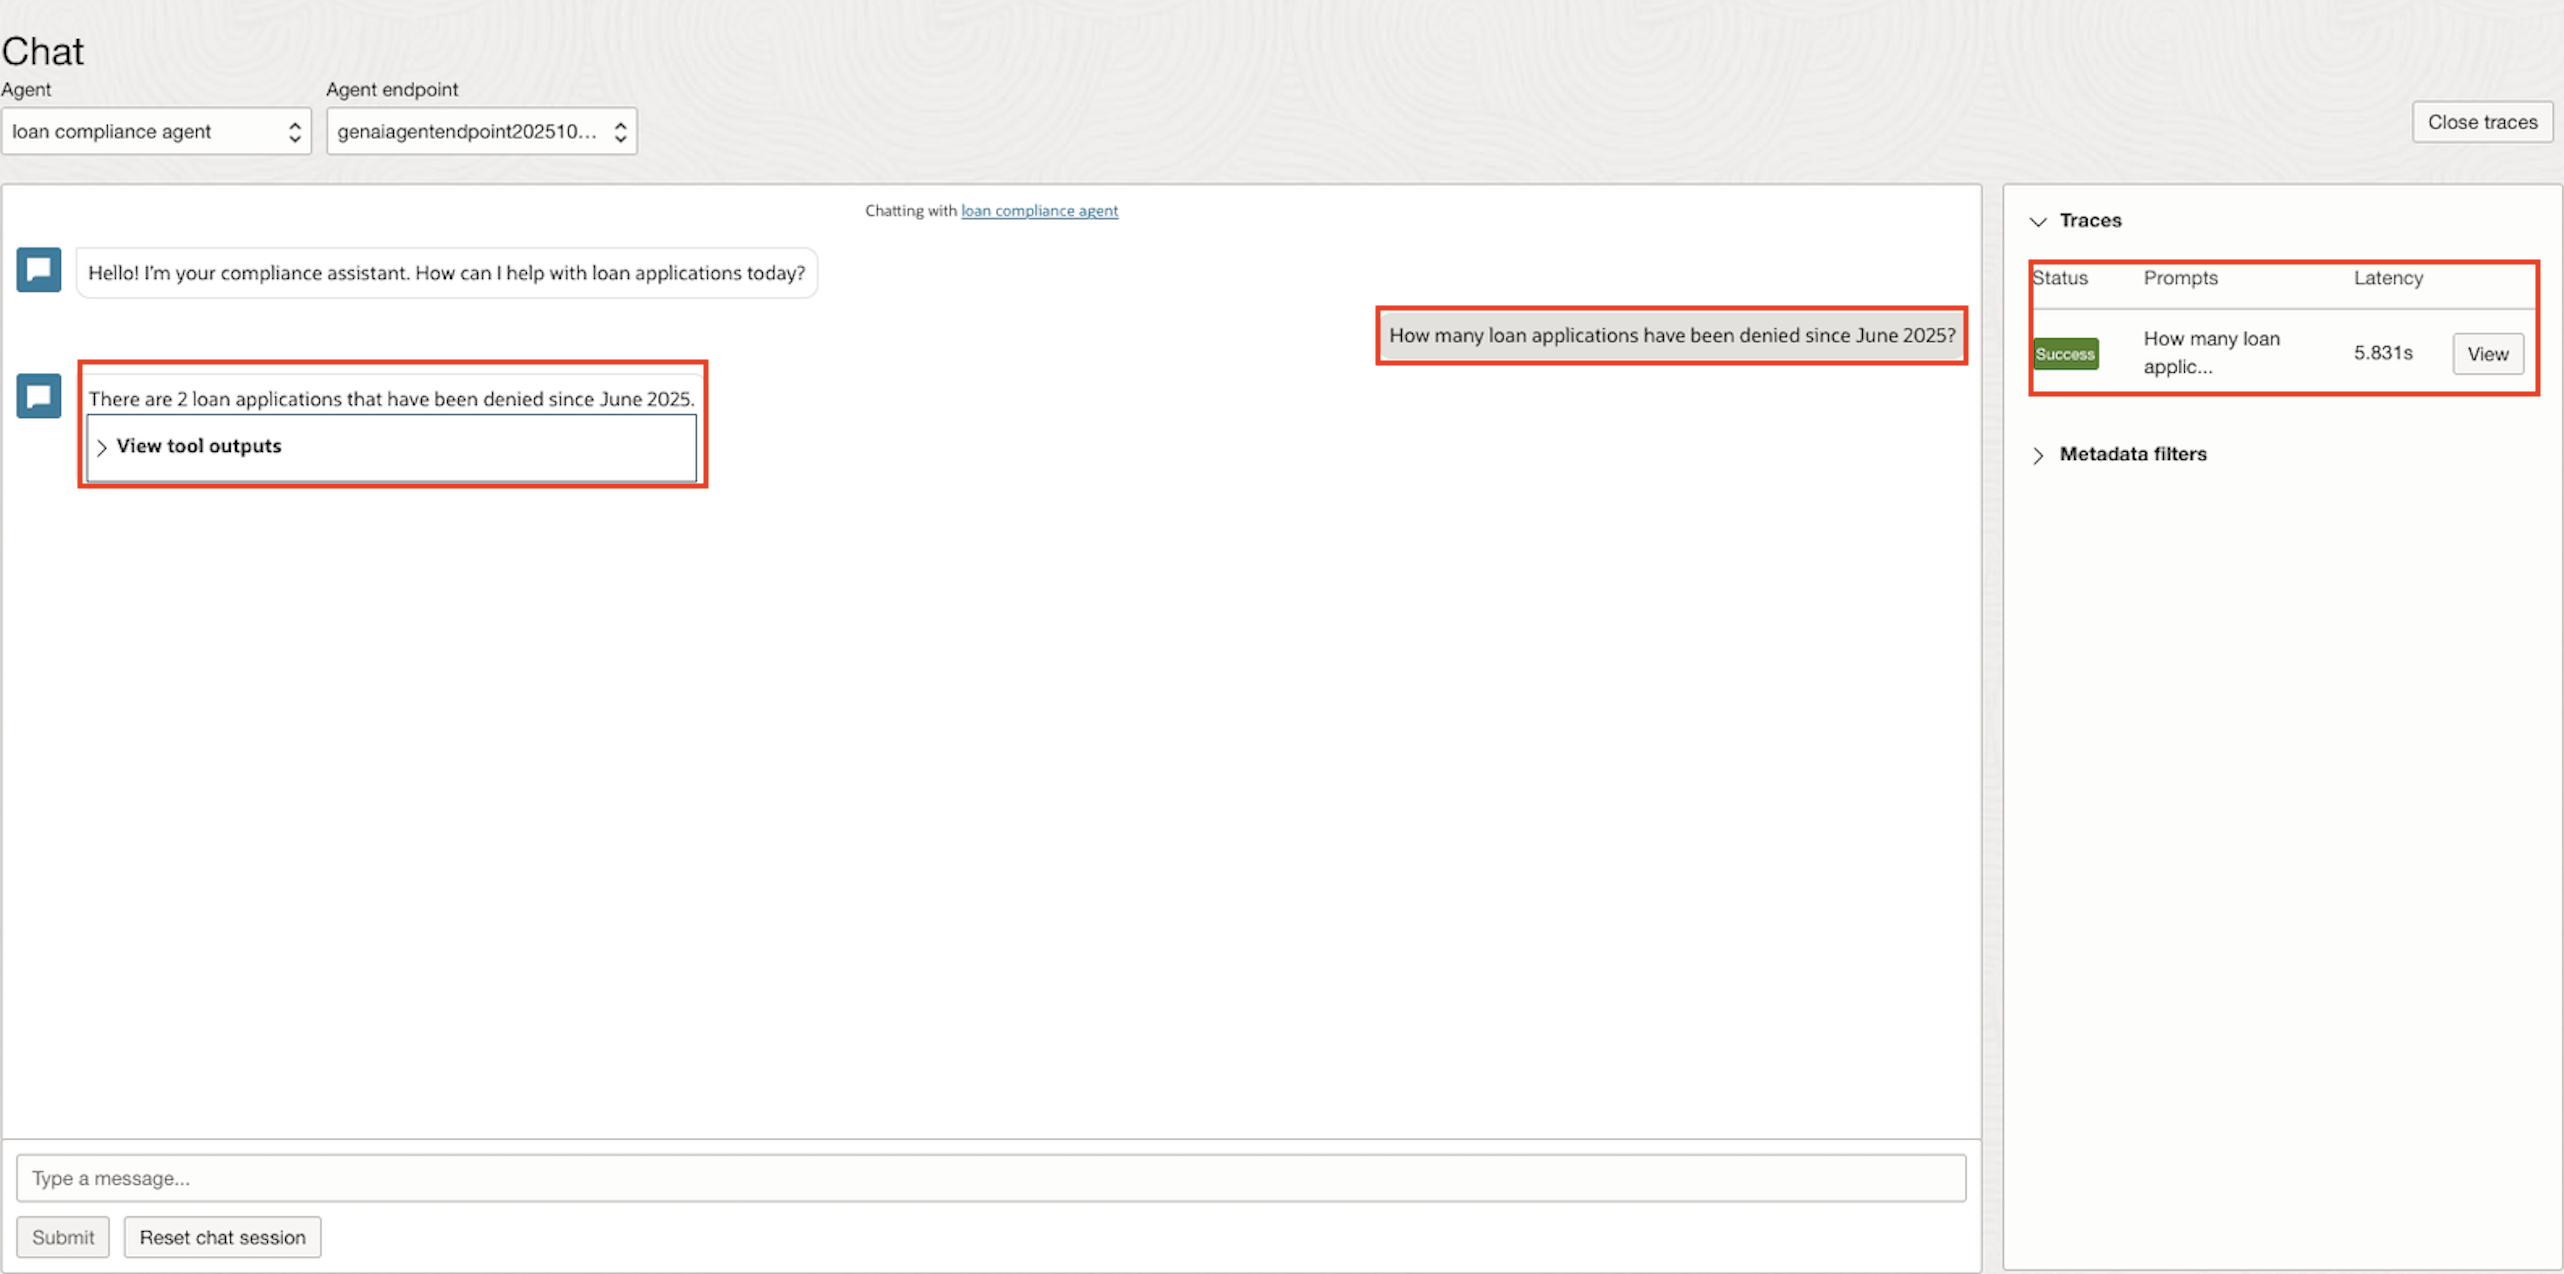 Chat
Agent
Agent endpoint
loan compliance agent
genaiagentendpoint202510...
Close traces
Chatting with loan compliance agent
Hello! I'm your compliance assistant. How can I help with loan applications today?
How many loan applications have been denied since June 2025?
There are 2 loan applications that have been denied since June 2025.
View tool outputs
Type a message...
Submit
Reset chat session
Traces
Status Prompts Latency
Success
How many loan
applic...
5.831s
View
Metadata filters